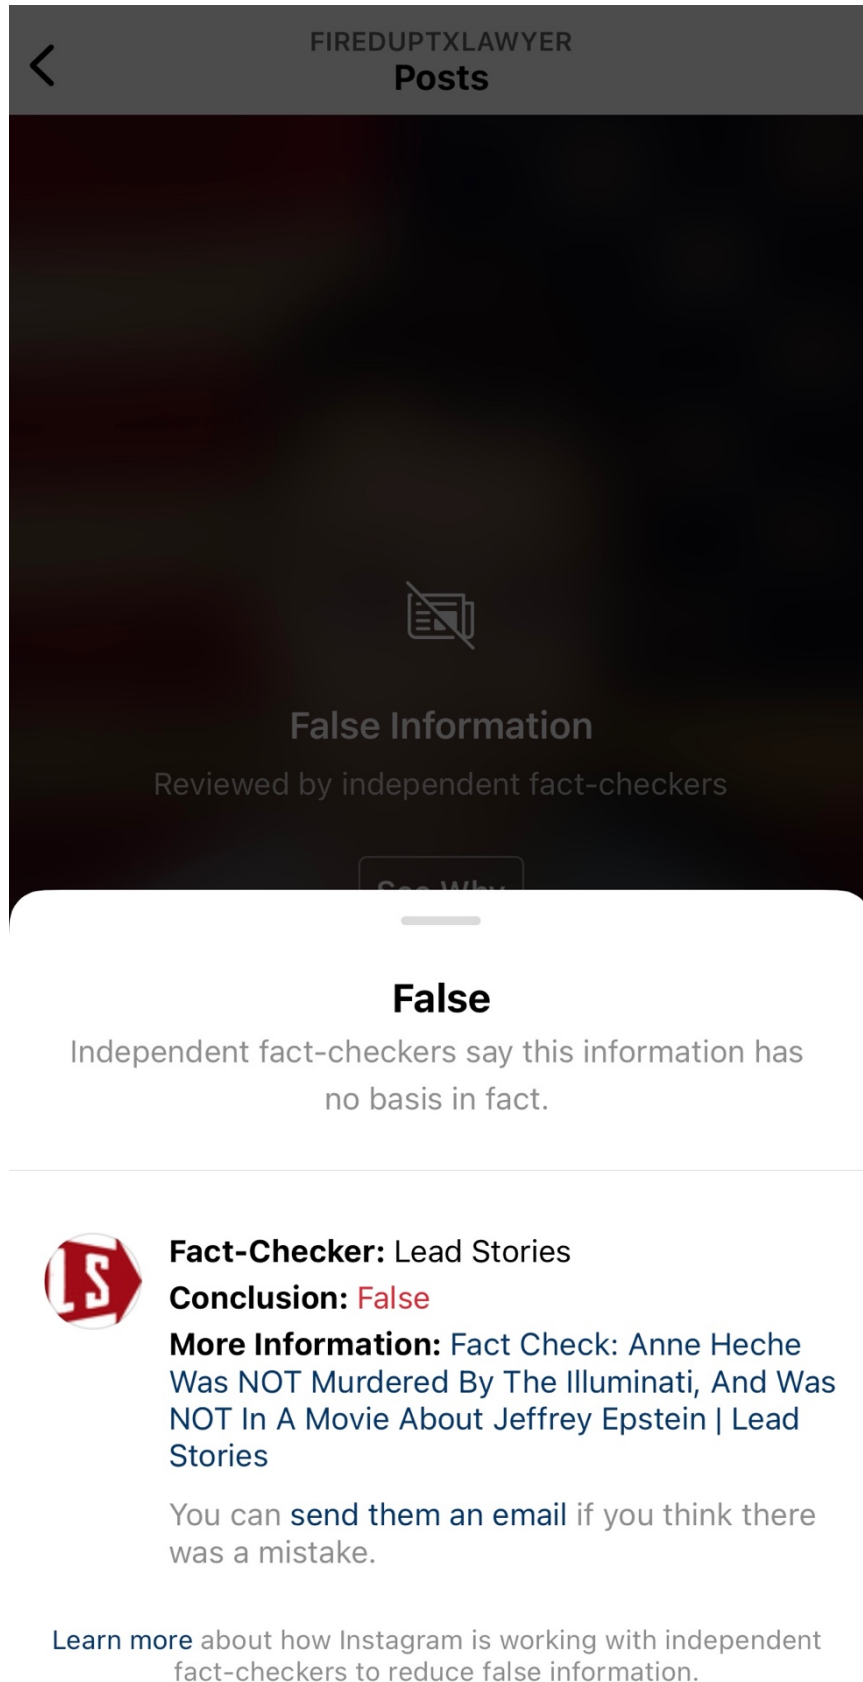 FIREDUPTXLAWYER
Posts
False Information
Reviewed by independent fact-checkers
See Why
False
Independent fact-checkers say this information has
no basis in fact.
LS
Fact-Checker: Lead Stories
Conclusion: False
More Information: Fact Check: Anne Heche
Was NOT Murdered By The Illuminati, And Was
NOT In A Movie About Jeffrey Epstein | Lead
Stories
You can send them an email if you think there
was a mistake.
Learn more about how Instagram is working with independent
fact-checkers to reduce false information.